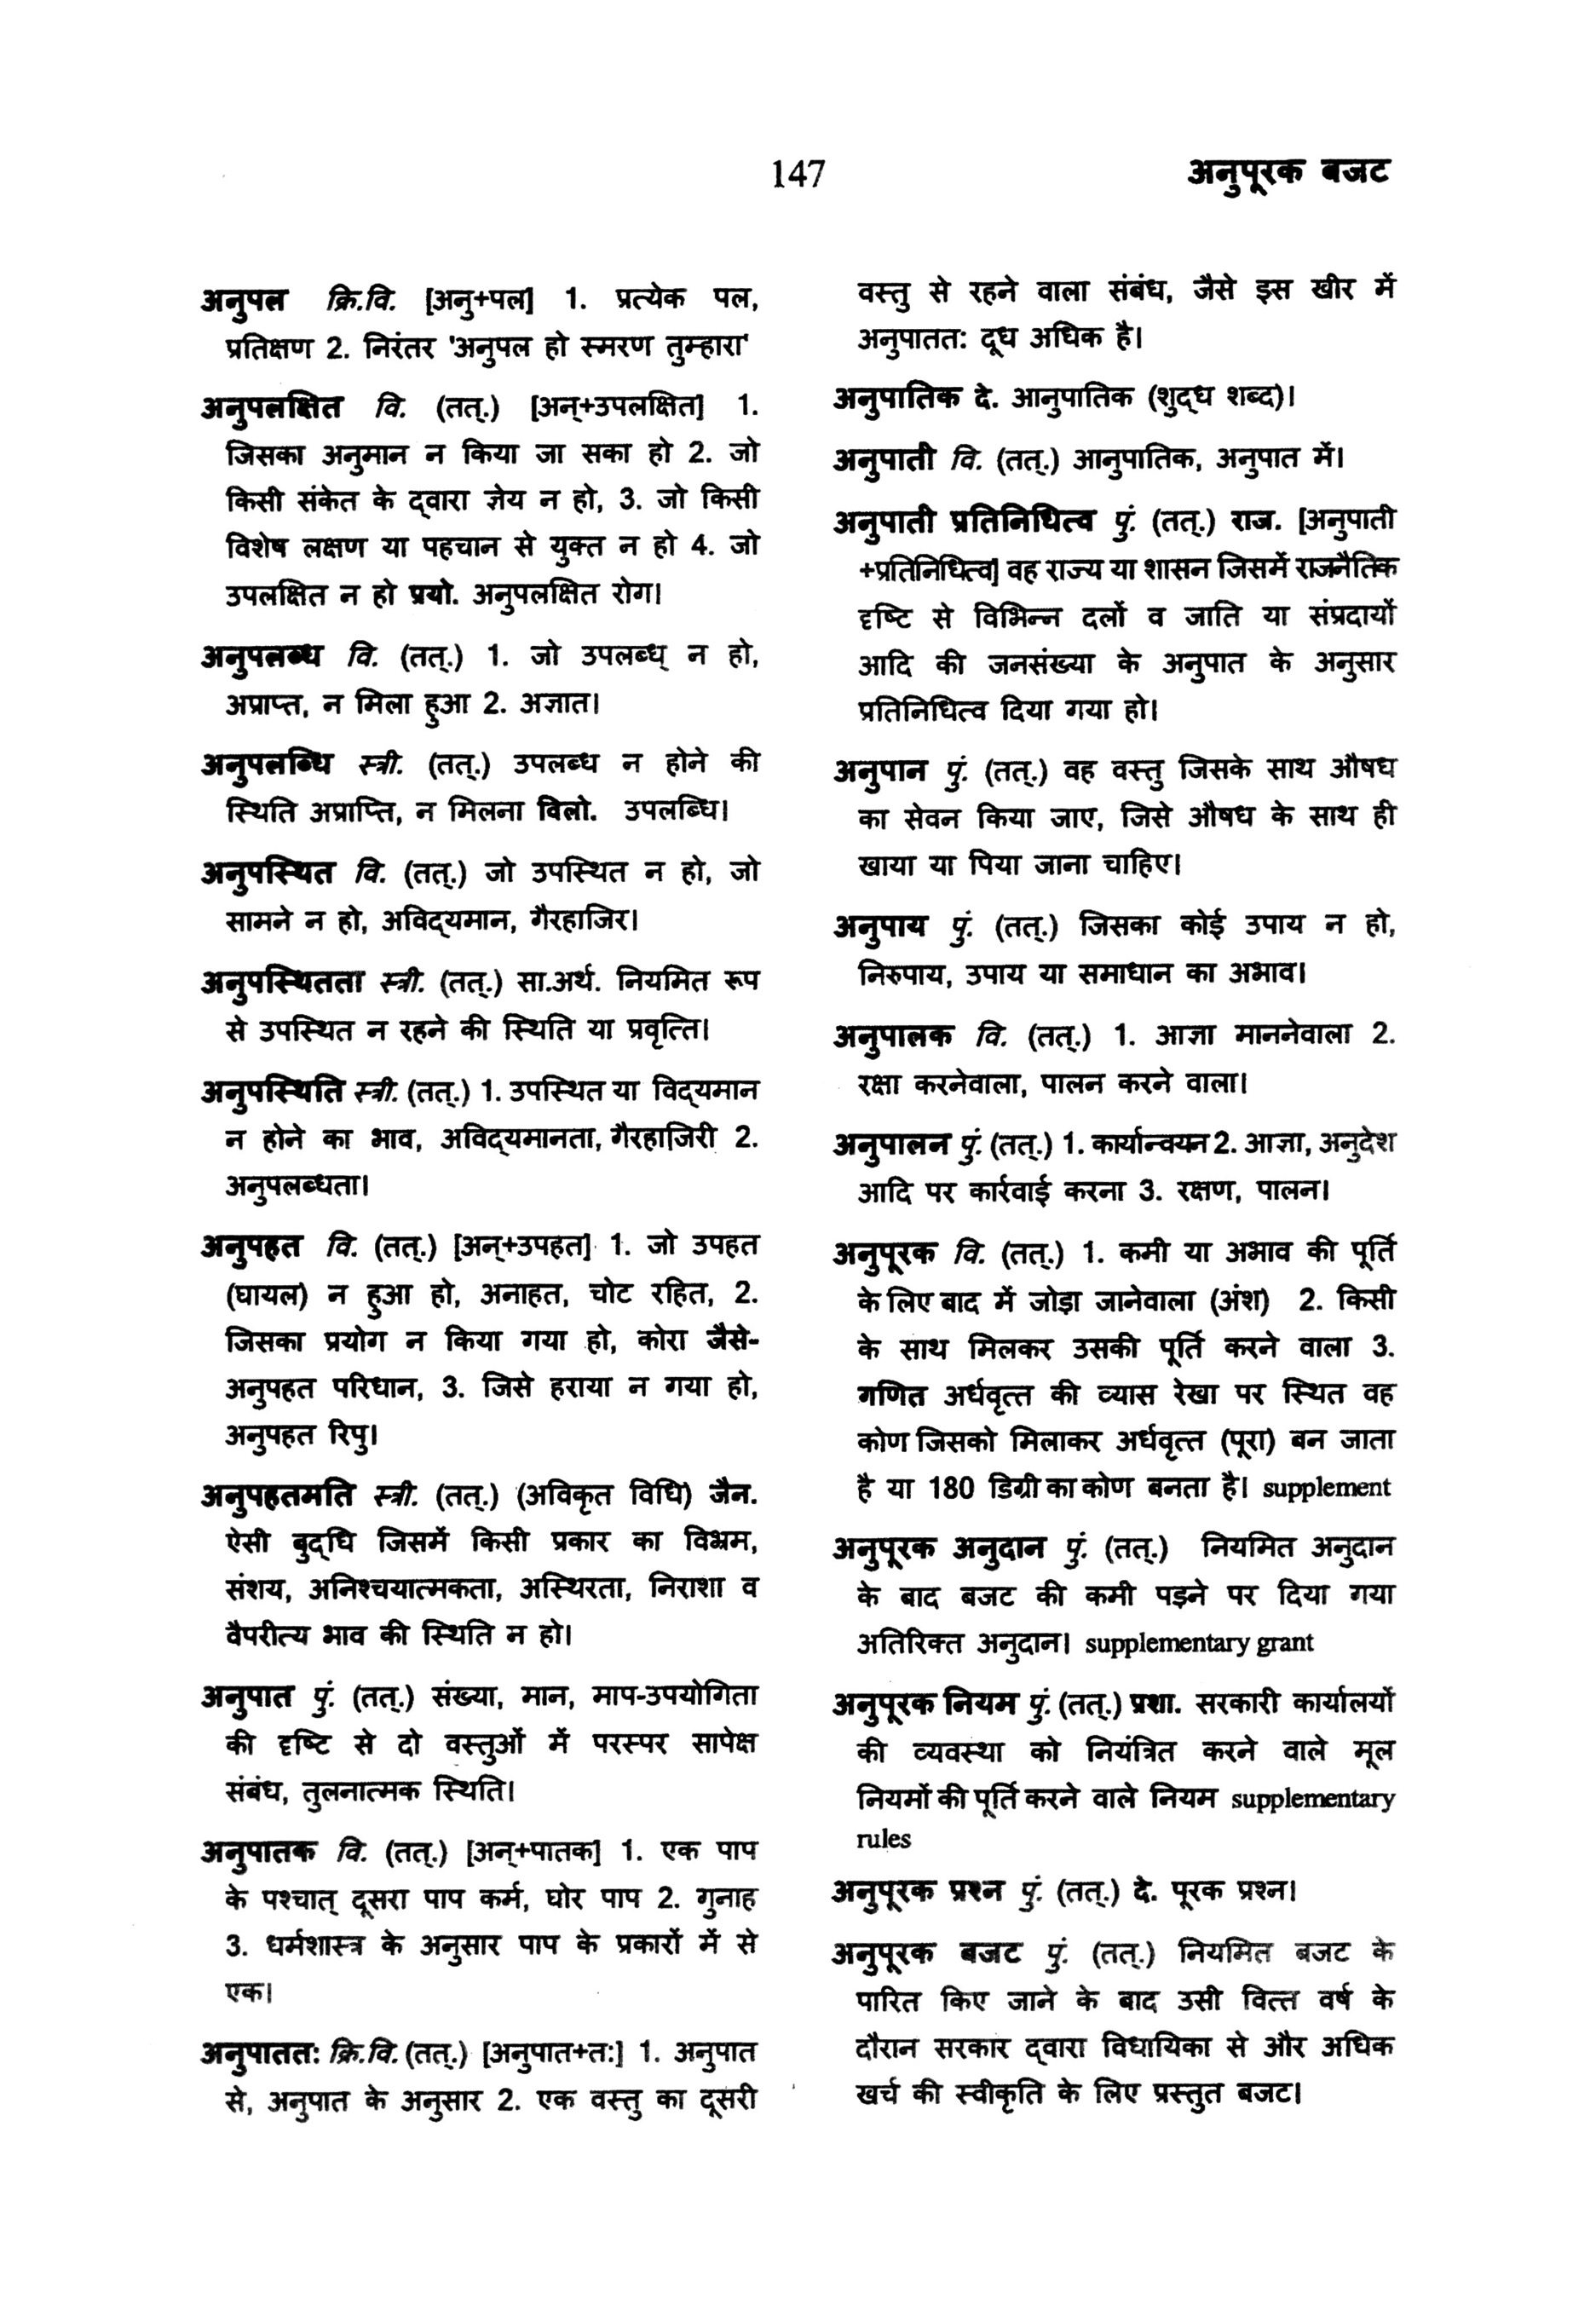 147
अनुपूरक बजट
अनुपल क्रि.वि. [अनु+पल] 1. प्रत्येक पल,
प्रतिक्षण 2. निरंतर 'अनुपल हो स्मरण तुम्हारा'
अनुपलक्षित वि. (तत्.) [अन्+उपलक्षित] 1.
जिसका अनुमान न किया जा सका हो 2. जो
किसी संकेत के द्वारा ज्ञेय न हो, 3. जो किसी
विशेष लक्षण या पहचान से युक्त न हो 4. जो
उपलक्षित न हो प्रयो. अनुपलक्षित रोग।
अनुपलब्ध वि. (तत्.) 1. जो उपलब्ध् न हो,
अप्राप्त, न मिला हुआ 2. अज्ञात।
अनुपलब्धि स्त्री. (तत्.) उपलब्ध न होने की
स्थिति अप्राप्ति, न मिलना विलो. उपलब्धि।
अनुपस्थित वि. (तत्.) जो उपस्थित न हो, जो
सामने न हो, अविद्यमान, गैरहाजिर।
अनुपस्थितता स्त्री. (तत्.) सा.अर्थ. नियमित रूप
से उपस्थित न रहने की स्थिति या प्रवृत्ति।
अनुपस्थिति स्त्री. (तत्.) 1. उपस्थित या विद्यमान
न होने का भाव, अविद्यमानता, गैरहाजिरी 2.
अनुपलब्धता।
अनुपहत वि. (तत्.) [अन्+उपहत] 1. जो उपहत
(घायल) न हुआ हो, अनाहत, चोट रहित, 2.
जिसका प्रयोग न किया गया हो, कोरा जैसे-
अनुपहत परिधान, 3. जिसे हराया न गया हो,
अनुपहत रिपु।
अनुपहतमति स्त्री. (तत्.) (अविकृत विधि) जैन.
ऐसी बुद्धि जिसमें किसी प्रकार का विभ्रम,
संशय, अनिश्चयात्मकता, अस्थिरता, निराशा व
वैपरीत्य भाव की स्थिति न हो।
अनुपात पुं. (तत्.) संख्या, मान, माप-उपयोगिता
की दृष्टि से दो वस्तुओं में परस्पर सापेक्ष
संबंध, तुलनात्मक स्थिति।
अनुपातक वि. (तत्.) [अन्+पातक] 1. एक पाप
के पश्चात् दूसरा पाप कर्म, घोर पाप 2. गुनाह
3. धर्मशास्त्र के अनुसार पाप के प्रकारों में से
एक।
अनुपातत: क्रि.वि. (तत्.) [अनुपात+त:] 1. अनुपात
से, अनुपात के अनुसार 2. एक वस्तु का दूसरी
वस्तु से रहने वाला संबंध, जैसे इस खीर में
अनुपातत: दूध अधिक है।
अनुपातिक दे. आनुपातिक (शुद्ध शब्द)।
अनुपाती वि. (तत्.) आनुपातिक, अनुपात में।
अनुपाती प्रतिनिधित्व पुं. (तत्.) राज. [अनुपाती
+प्रतिनिधित्व] वह राज्य या शासन जिसमें राजनैतिक
दृष्टि से विभिन्न दलों व जाति या संप्रदायों
आदि की जनसंख्या के अनुपात के अनुसार
प्रतिनिधित्व दिया गया हो।
अनुपान पुं. (तत्.) वह वस्तु जिसके साथ औषध
का सेवन किया जाए, जिसे औषध के साथ ही
खाया या पिया जाना चाहिए।
अनुपाय पुं. (तत्.) जिसका कोई उपाय न हो,
निरुपाय, उपाय या समाधान का अभाव।
अनुपालक वि. (तत्.) 1. आज्ञा माननेवाला 2.
रक्षा करनेवाला, पालन करने वाला।
अनुपालन पुं. (तत्.) 1. कार्यान्वयन 2. आज्ञा, अनुदेश
आदि पर कार्रवाई करना 3. रक्षण, पालन।
अनुपूरक वि. (तत्.) 1. कमी या अभाव की पूर्ति
के लिए बाद में जोड़ा जानेवाला (अंश) 2. किसी
के साथ मिलकर उसकी पूर्ति करने वाला 3.
गणित अर्धवृत्त की व्यास रेखा पर स्थित वह
कोण जिसको मिलाकर अर्धवृत्त (पूरा) बन जाता
है या 180 डिग्री का कोण बनता है। supplement
अनुपूरक अनुदान पुं. (तत्.) नियमित अनुदान
के बाद बजट की कमी पड़ने पर दिया गया
अतिरिक्त अनुदान। supplementary grant
अनुपूरक नियम पुं. (तत्.) प्रशा. सरकारी कार्यालयों
की व्यवस्था को नियंत्रित करने वाले मूल
नियमों की पूर्ति करने वाले नियम supplementary
rules
अनुपूरक प्रश्न पुं. (तत्.) दे. पूरक प्रश्न।
अनुपूरक बजट पुं. (तत्.) नियमित बजट के
पारित किए जाने के बाद उसी वित्त वर्ष के
दौरान सरकार द्वारा विधायिका से और अधिक
खर्च की स्वीकृति के लिए प्रस्तुत बजट।